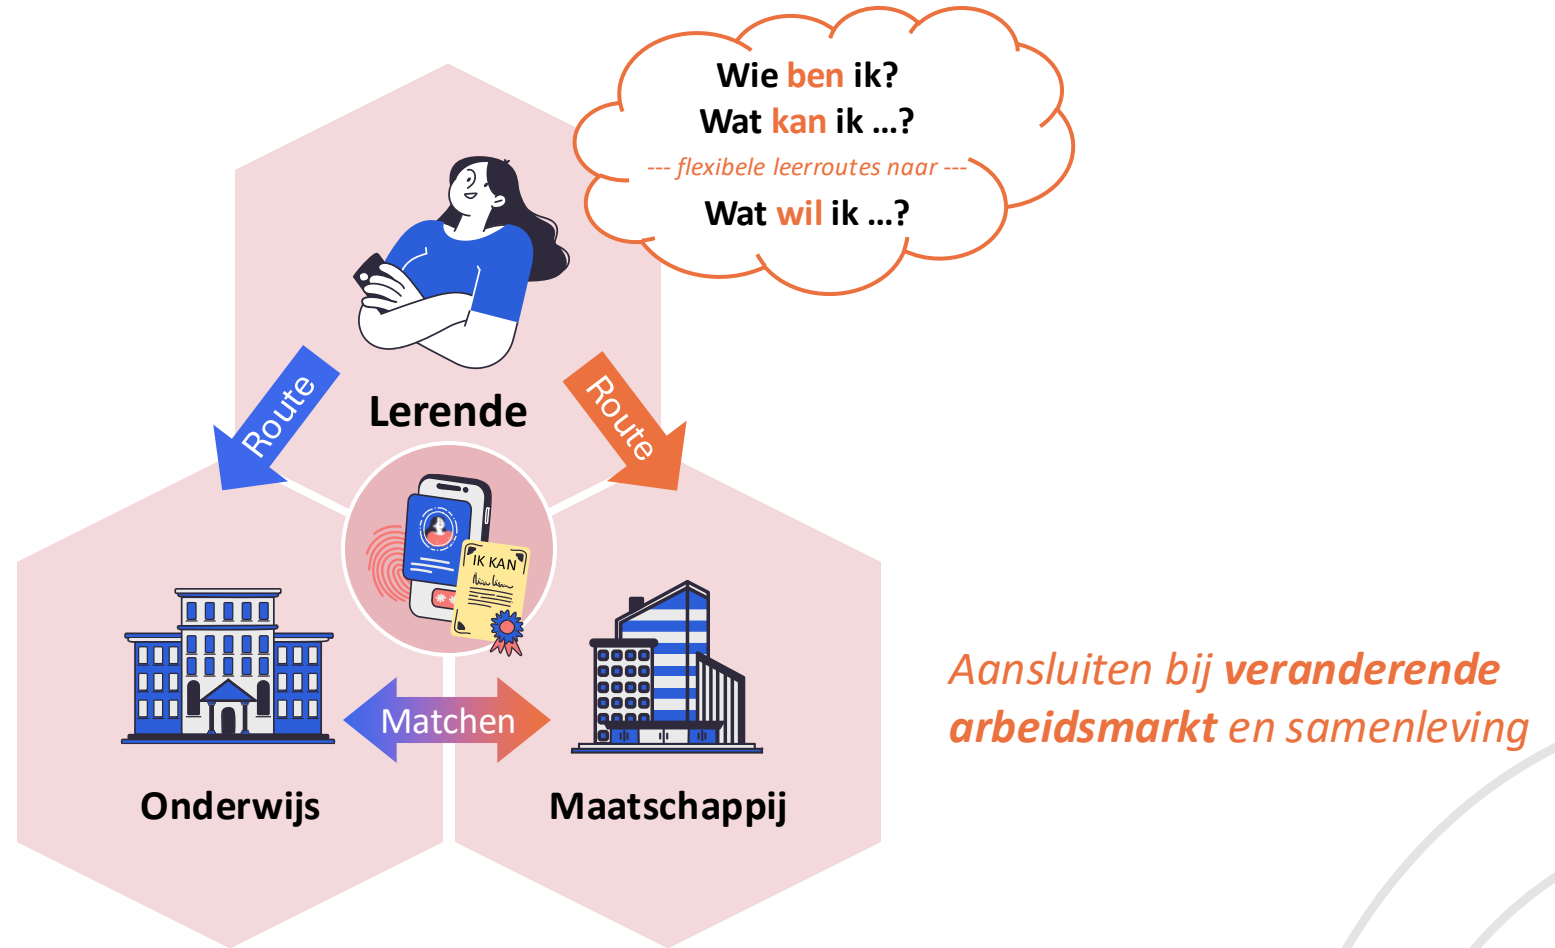 Wie ben ik?
Wat kan ik ...?
--- flexibele leerroutes naar ---
Wat wil ik ...?
Route
Route
Lerende
IK KAN
Matchen
Onderwijs
Maatschappij
Aansluiten bij veranderende
arbeidsmarkt en samenleving